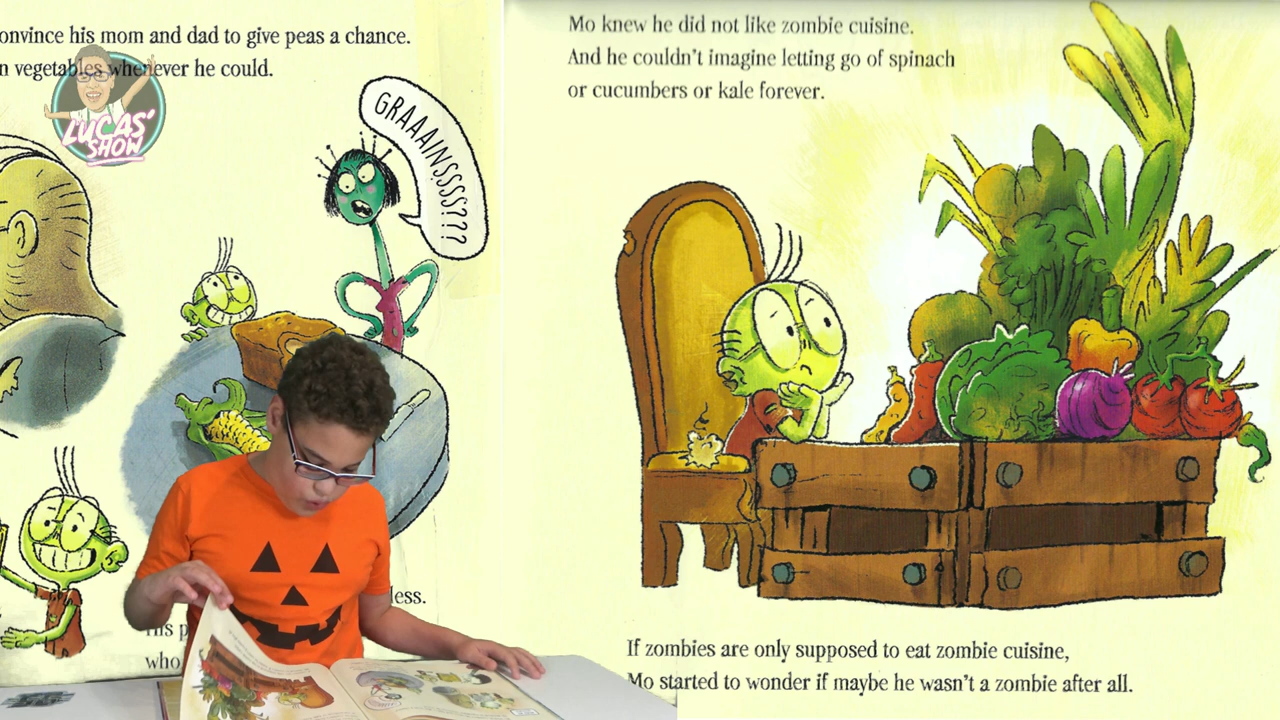 onvince his mom and dad to give peas a chance.
n vegetables whenever he could.
LUCAS'
SHOW
GRAAAINSSSS???
less.
His p
who
Mo knew he did not like zombie cuisine.
And he couldn't imagine letting go of spinach
or cucumbers or kale forever.
If zombies are only supposed to eat zombie cuisine,
Mo started to wonder if maybe he wasn't a zombie after all.